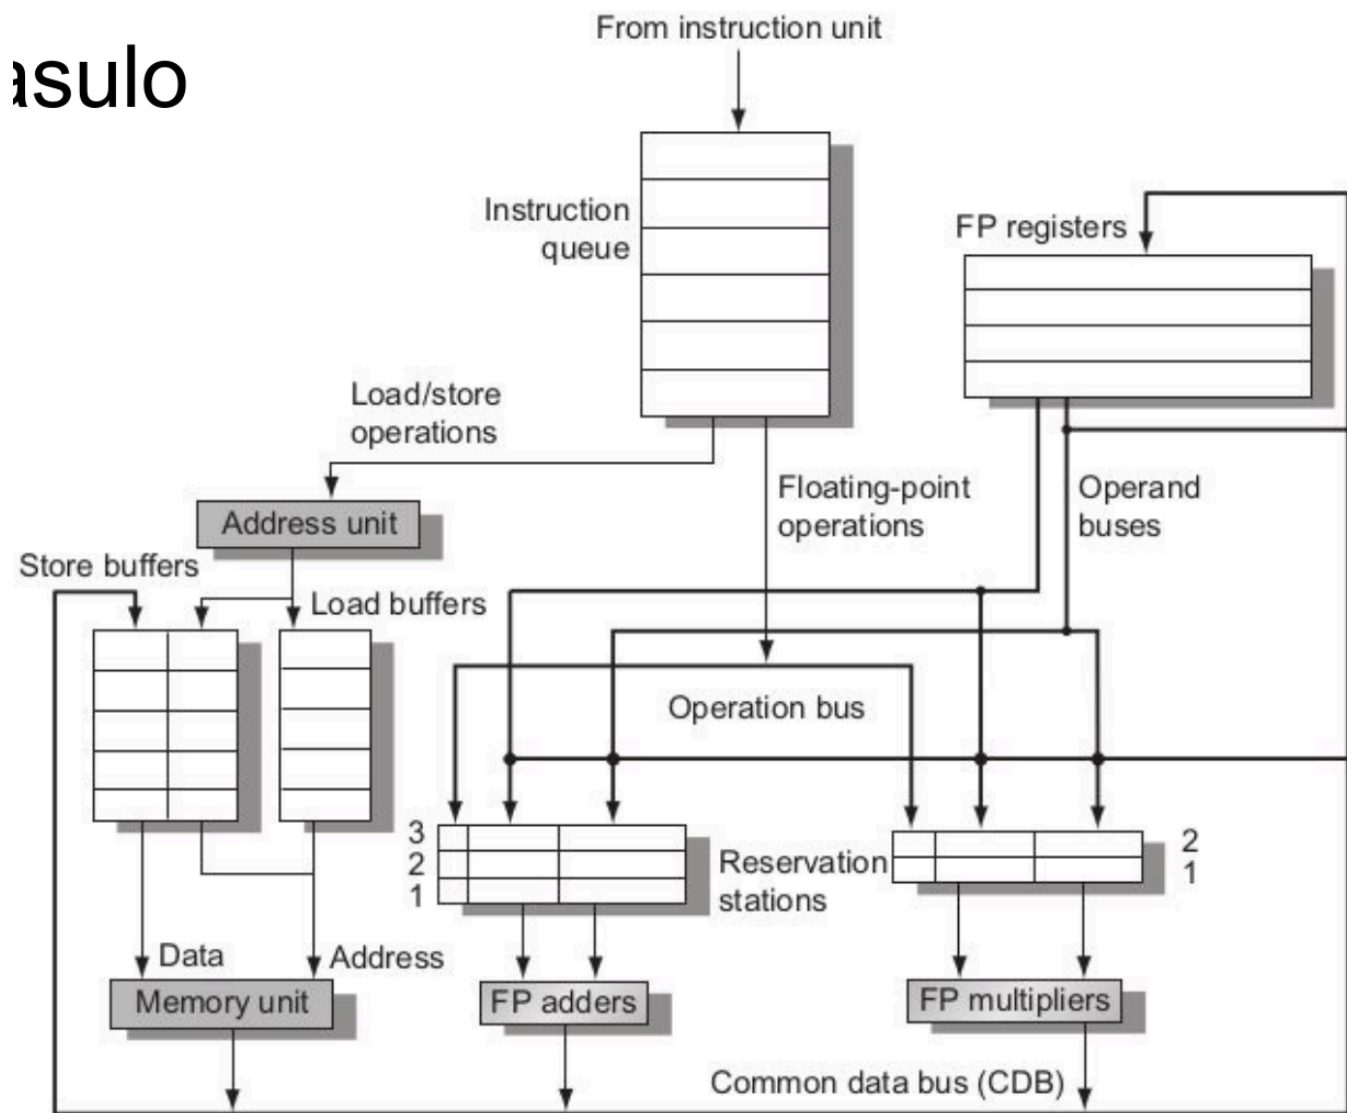 asulo
From instruction unit
Instruction
queue
FP registers
Load/store
operations
Floating-point
operations
Operand
buses
Address unit
Store buffers
Load buffers
Operation bus
3
2
1
Reservation
stations
2
1
Data
Address
Memory unit
FP adders
FP multipliers
Common data bus (CDB)